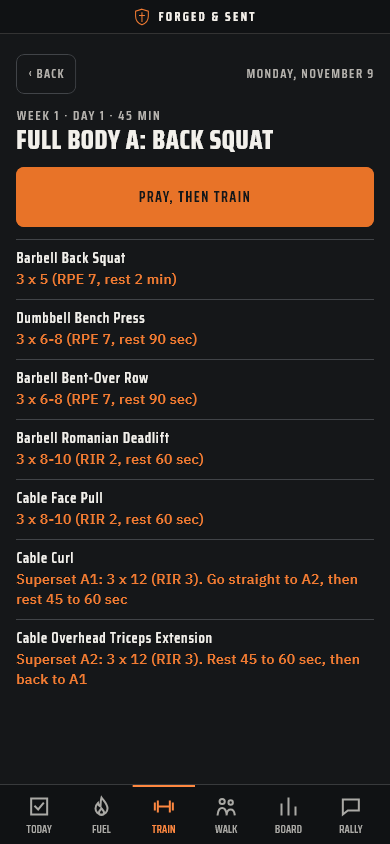 FORGED & SENT
‹ BACK
MONDAY, NOVEMBER 9
WEEK 1 · DAY 1 · 45 MIN
FULL BODY A: BACK SQUAT
PRAY, THEN TRAIN
Barbell Back Squat
3 x 5 (RPE 7, rest 2 min)
Dumbbell Bench Press
3 x 6-8 (RPE 7, rest 90 sec)
Barbell Bent-Over Row
3 x 6-8 (RPE 7, rest 90 sec)
Barbell Romanian Deadlift
3 x 8-10 (RIR 2, rest 60 sec)
Cable Face Pull
3 x 8-10 (RIR 2, rest 60 sec)
Cable Curl
Superset A1: 3 x 12 (RIR 3). Go straight to A2, then
rest 45 to 60 sec
Cable Overhead Triceps Extension
Superset A2: 3 x 12 (RIR 3). Rest 45 to 60 sec, then
back to A1
TODAY
FUEL
TRAIN
WALK
BOARD
RALLY